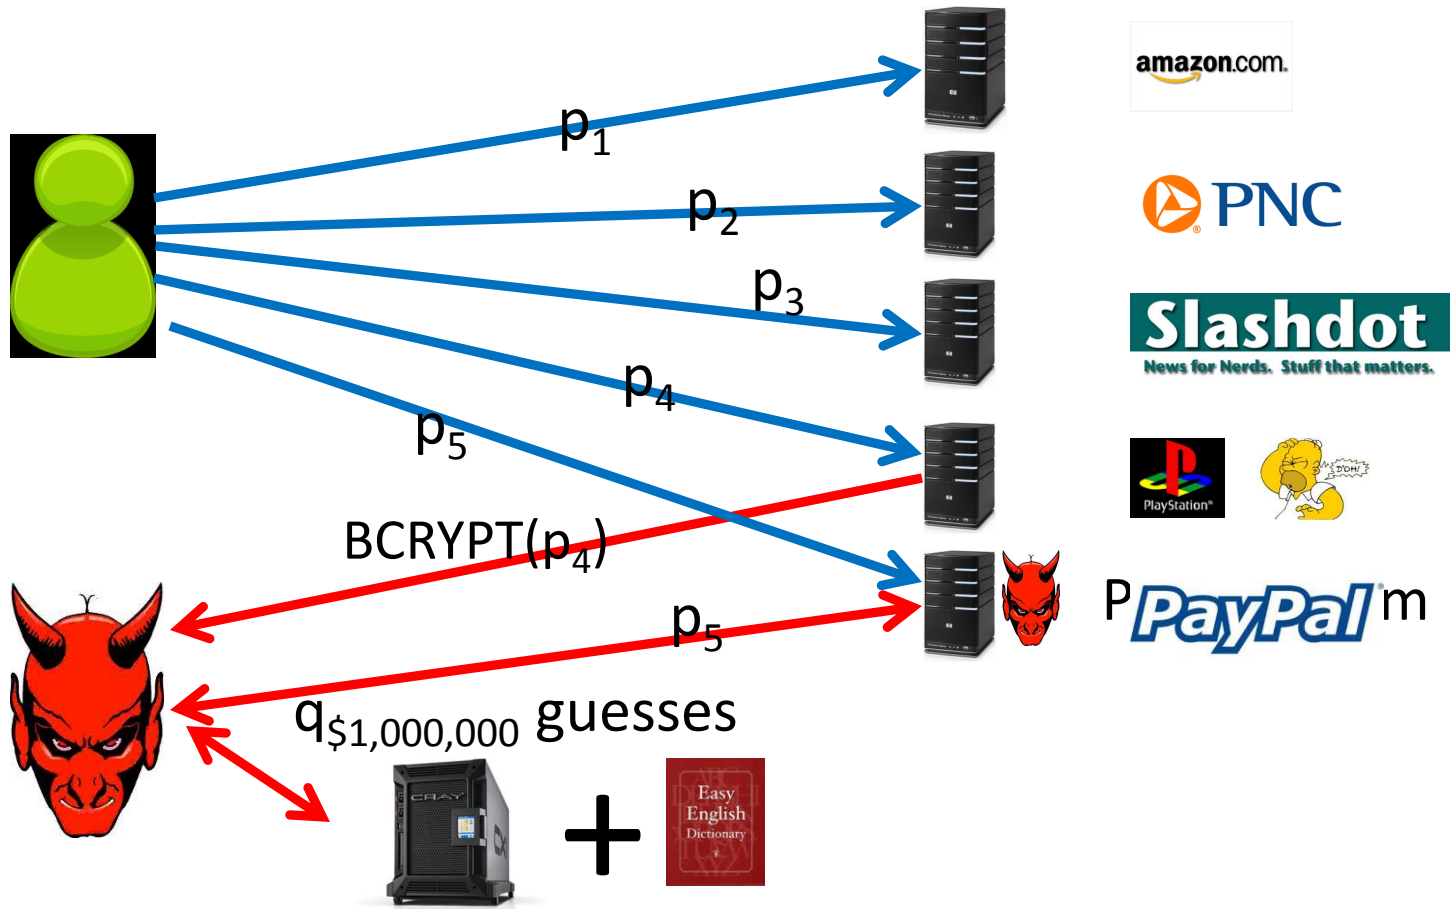 amazon.com.
p1
PNC
p2
p3
Slashdot
News for Nerds. Stuff that matters.
p4
p5
PlayStation
D'OH!
BCRYPT(p4)
P PayPal m
p5
q$1,000,000 guesses
CRAY
+
Easy
English
Dictionary